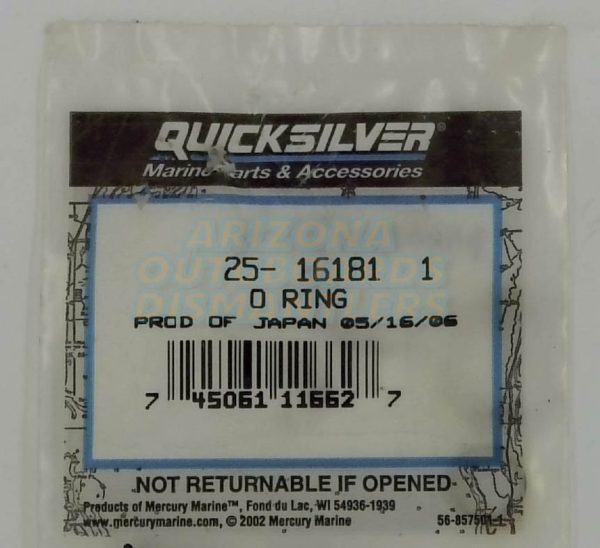 QUICKSILVER®
Marine Parts & Accessories
ARIZONA
OUTBOARDS
DISMANTLERS
25- 16181 1
O RING
PROD OF JAPAN 05/16/06
7 45061 11662 7
NOT RETURNABLE IF OPENED
Products of Mercury Marine™, Fond du Lac, WI 54936-1939
www.mercurymarine.com, © 2002 Mercury Marine